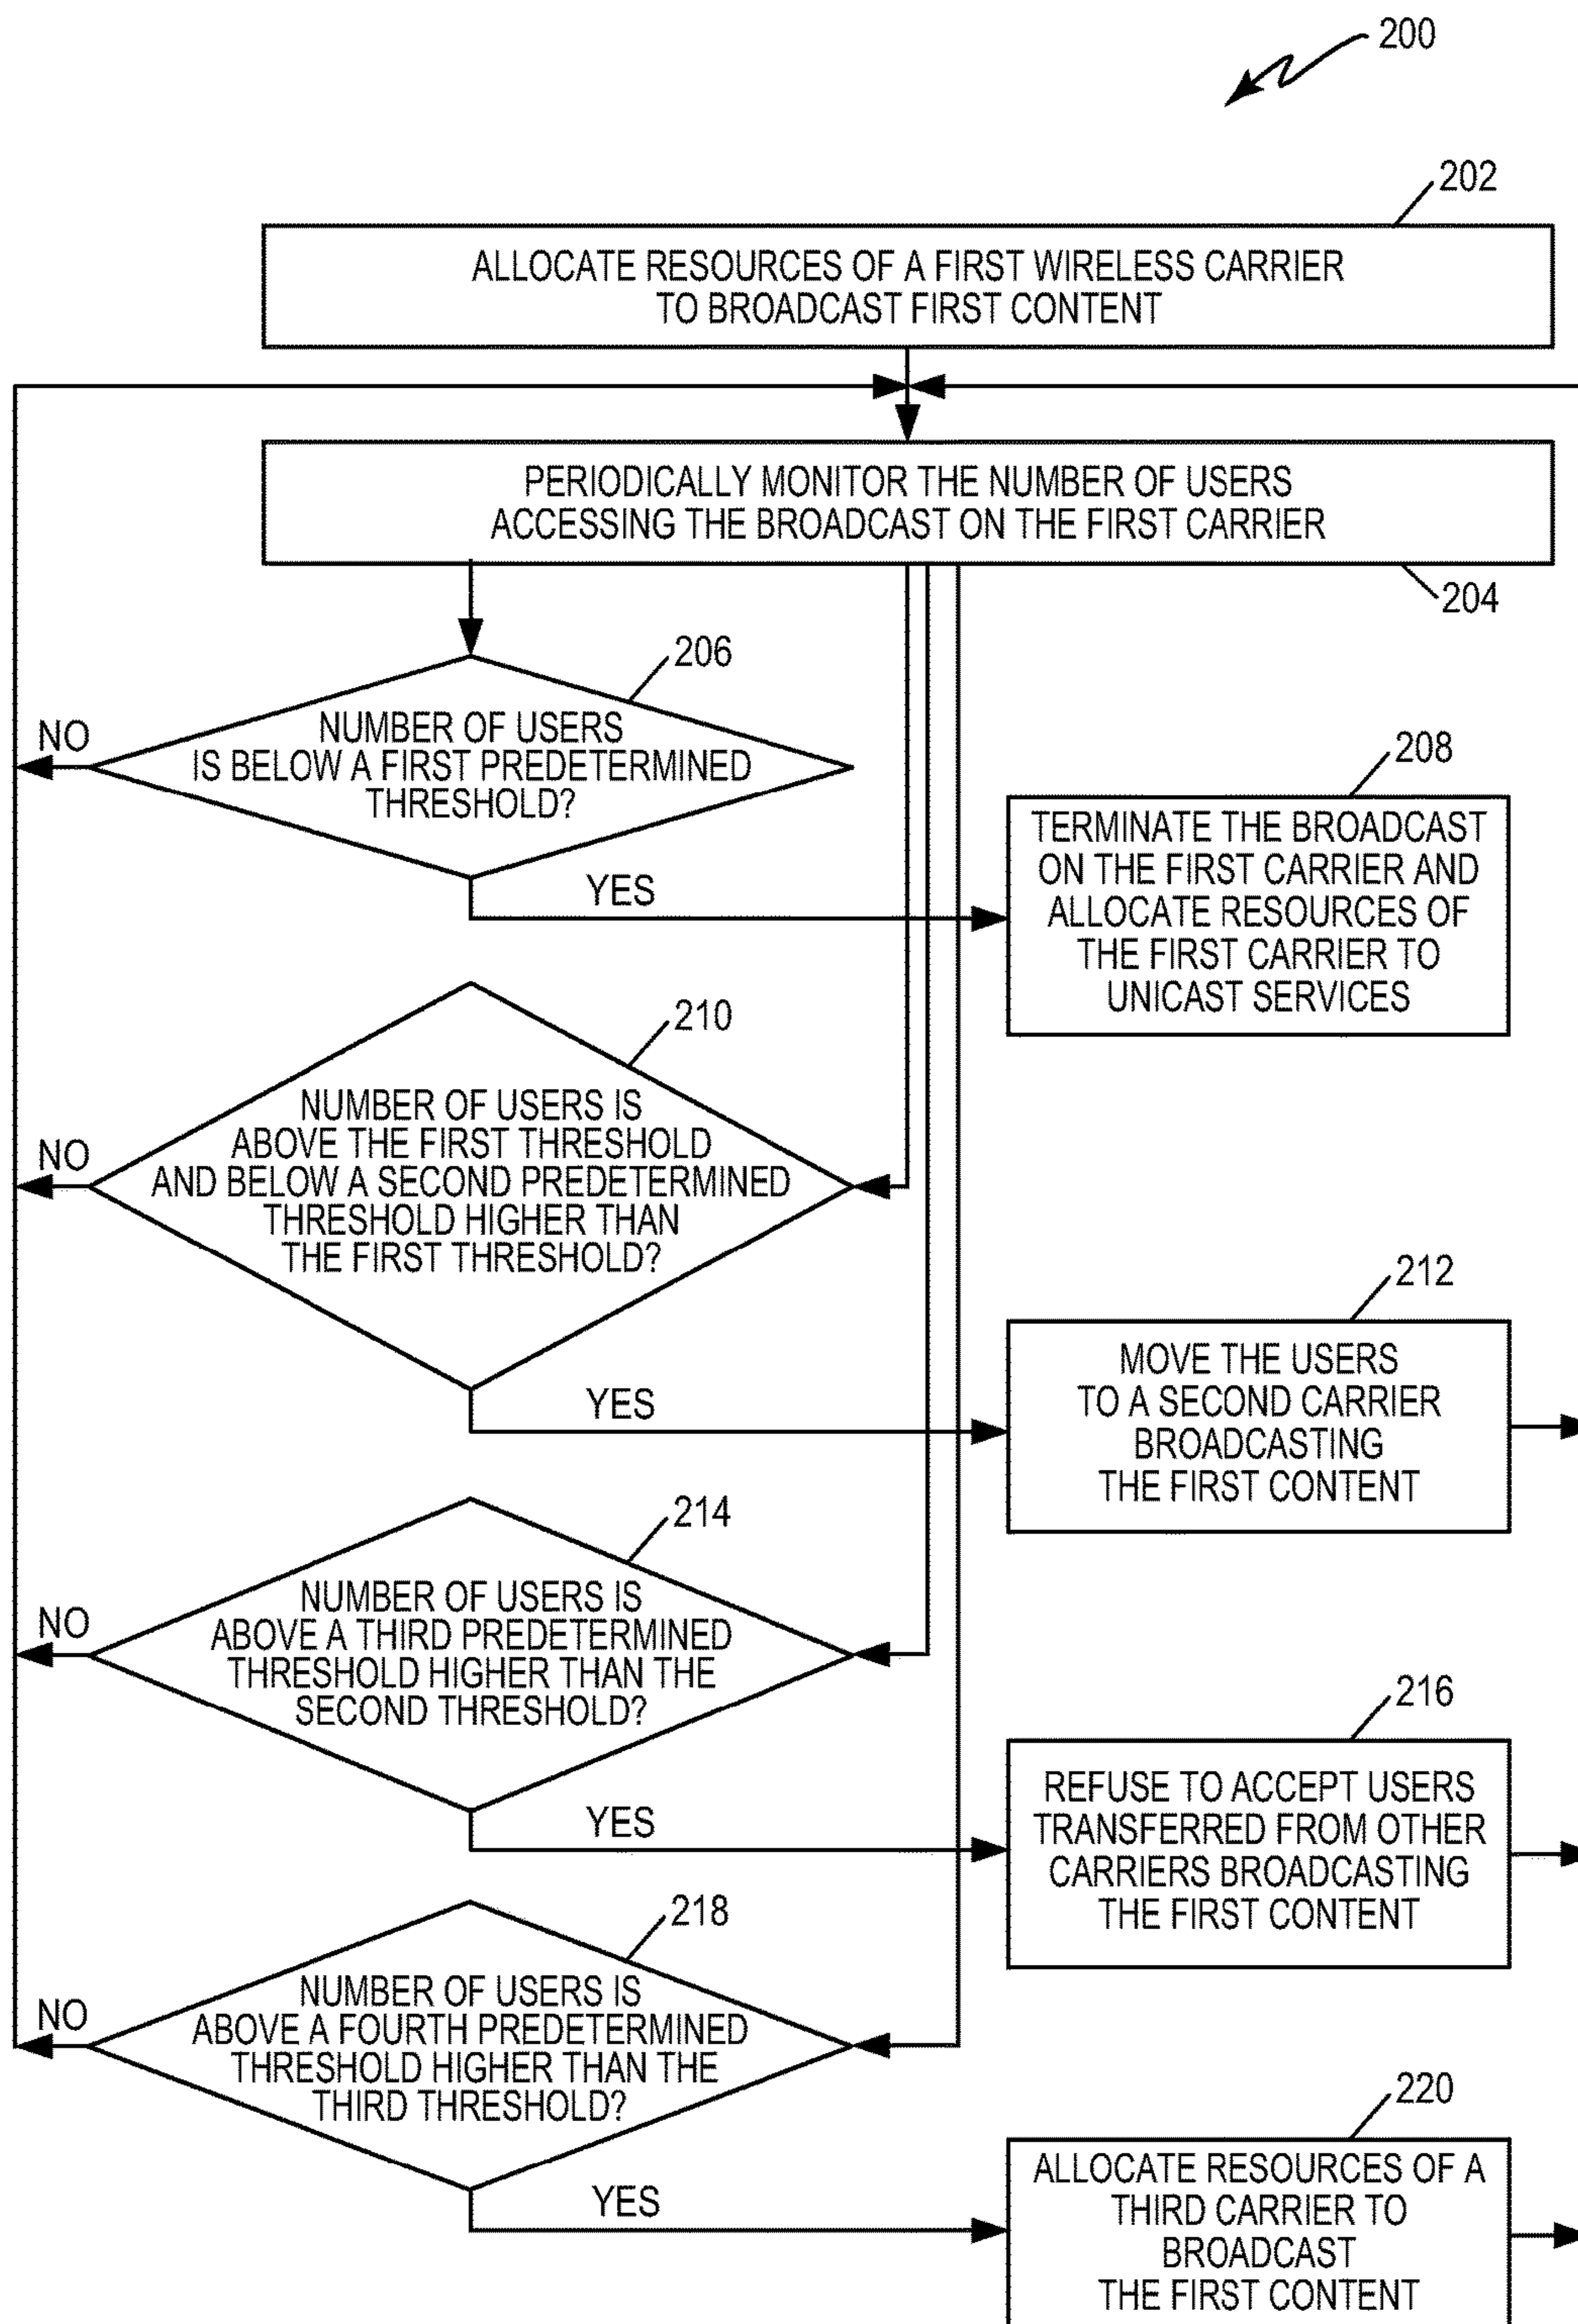 200
202
ALLOCATE RESOURCES OF A FIRST WIRELESS CARRIER
TO BROADCAST FIRST CONTENT
PERIODICALLY MONITOR THE NUMBER OF USERS
ACCESSING THE BROADCAST ON THE FIRST CARRIER
204
206
NUMBER OF USERS
IS BELOW A FIRST PREDETERMINED
THRESHOLD?
NO
YES
208
TERMINATE THE BROADCAST
ON THE FIRST CARRIER AND
ALLOCATE RESOURCES OF
THE FIRST CARRIER TO
UNICAST SERVICES
210
NUMBER OF USERS IS
ABOVE THE FIRST THRESHOLD
AND BELOW A SECOND PREDETERMINED
THRESHOLD HIGHER THAN
THE FIRST THRESHOLD?
NO
YES
212
MOVE THE USERS
TO A SECOND CARRIER
BROADCASTING
THE FIRST CONTENT
214
NUMBER OF USERS IS
ABOVE A THIRD PREDETERMINED
THRESHOLD HIGHER THAN THE
SECOND THRESHOLD?
NO
YES
216
REFUSE TO ACCEPT USERS
TRANSFERRED FROM OTHER
CARRIERS BROADCASTING
THE FIRST CONTENT
218
NUMBER OF USERS IS
ABOVE A FOURTH PREDETERMINED
THRESHOLD HIGHER THAN THE
THIRD THRESHOLD?
NO
YES
220
ALLOCATE RESOURCES OF A
THIRD CARRIER TO
BROADCAST
THE FIRST CONTENT